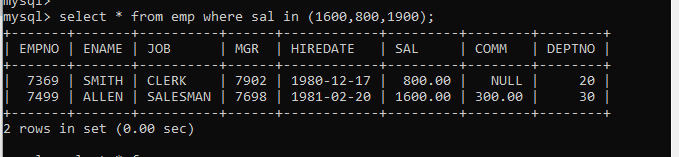 mysql>
mysql> select * from emp where sal in (1600,800,1900);
+-------+-------+----------+------+------------+---------+--------+--------+
| EMPNO | ENAME | JOB      | MGR  | HIREDATE   | SAL     | COMM   | DEPTNO |
+-------+-------+----------+------+------------+---------+--------+--------+
|  7369 | SMITH | CLERK    | 7902 | 1980-12-17 |  800.00 |   NULL |     20 |
|  7499 | ALLEN | SALESMAN | 7698 | 1981-02-20 | 1600.00 | 300.00 |     30 |
+-------+-------+----------+------+------------+---------+--------+--------+
2 rows in set (0.00 sec)